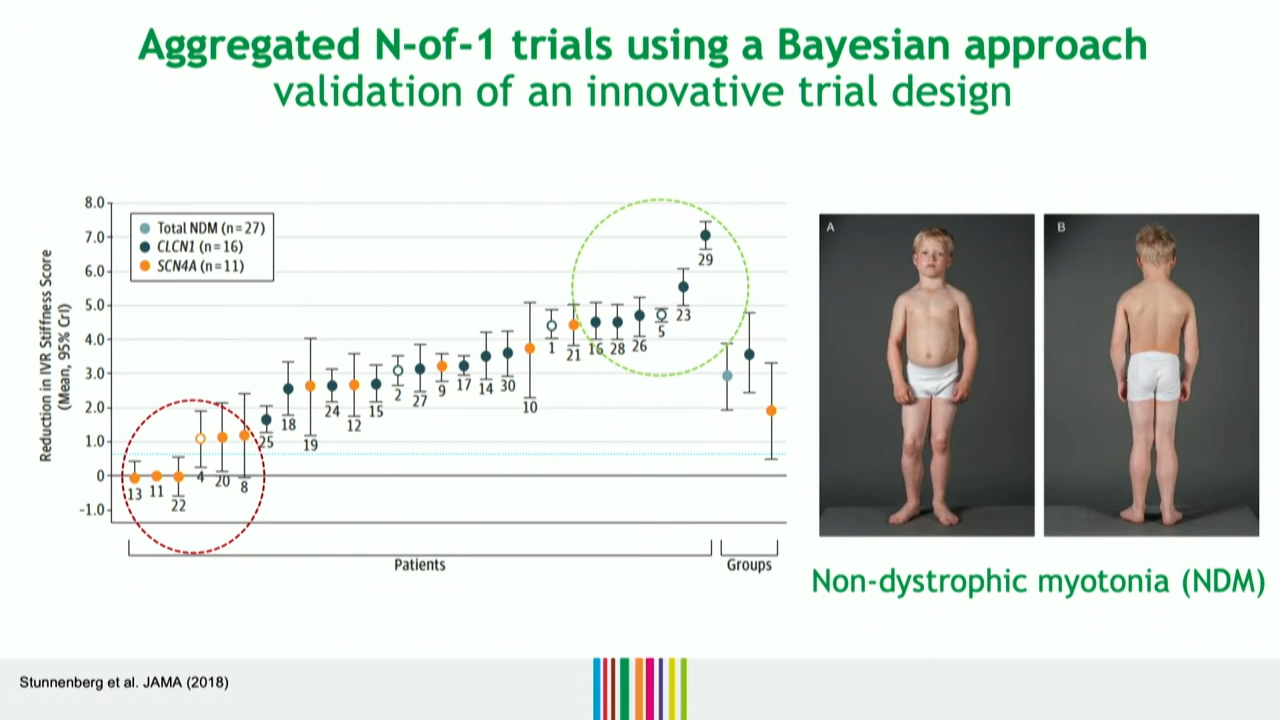 Aggregated N-of-1 trials using a Bayesian approach
validation of an innovative trial design
Reduction in IVR Stiffness Score
(Mean, 95% CrI)
8.0
7.0
6.0
5.0
4.0
3.0
2.0
1.0
0
-1.0
Total NDM (n=27)
CLCN1 (n=16)
SCN4A (n=11)
13
11
22
4
20
8
25
18
19
24
12
15
2
27
9
17
14
30
10
1
21
16
28
26
5
23
29
Patients
Groups
A
B
Non-dystrophic myotonia (NDM)
Stunnenberg et al. JAMA (2018)